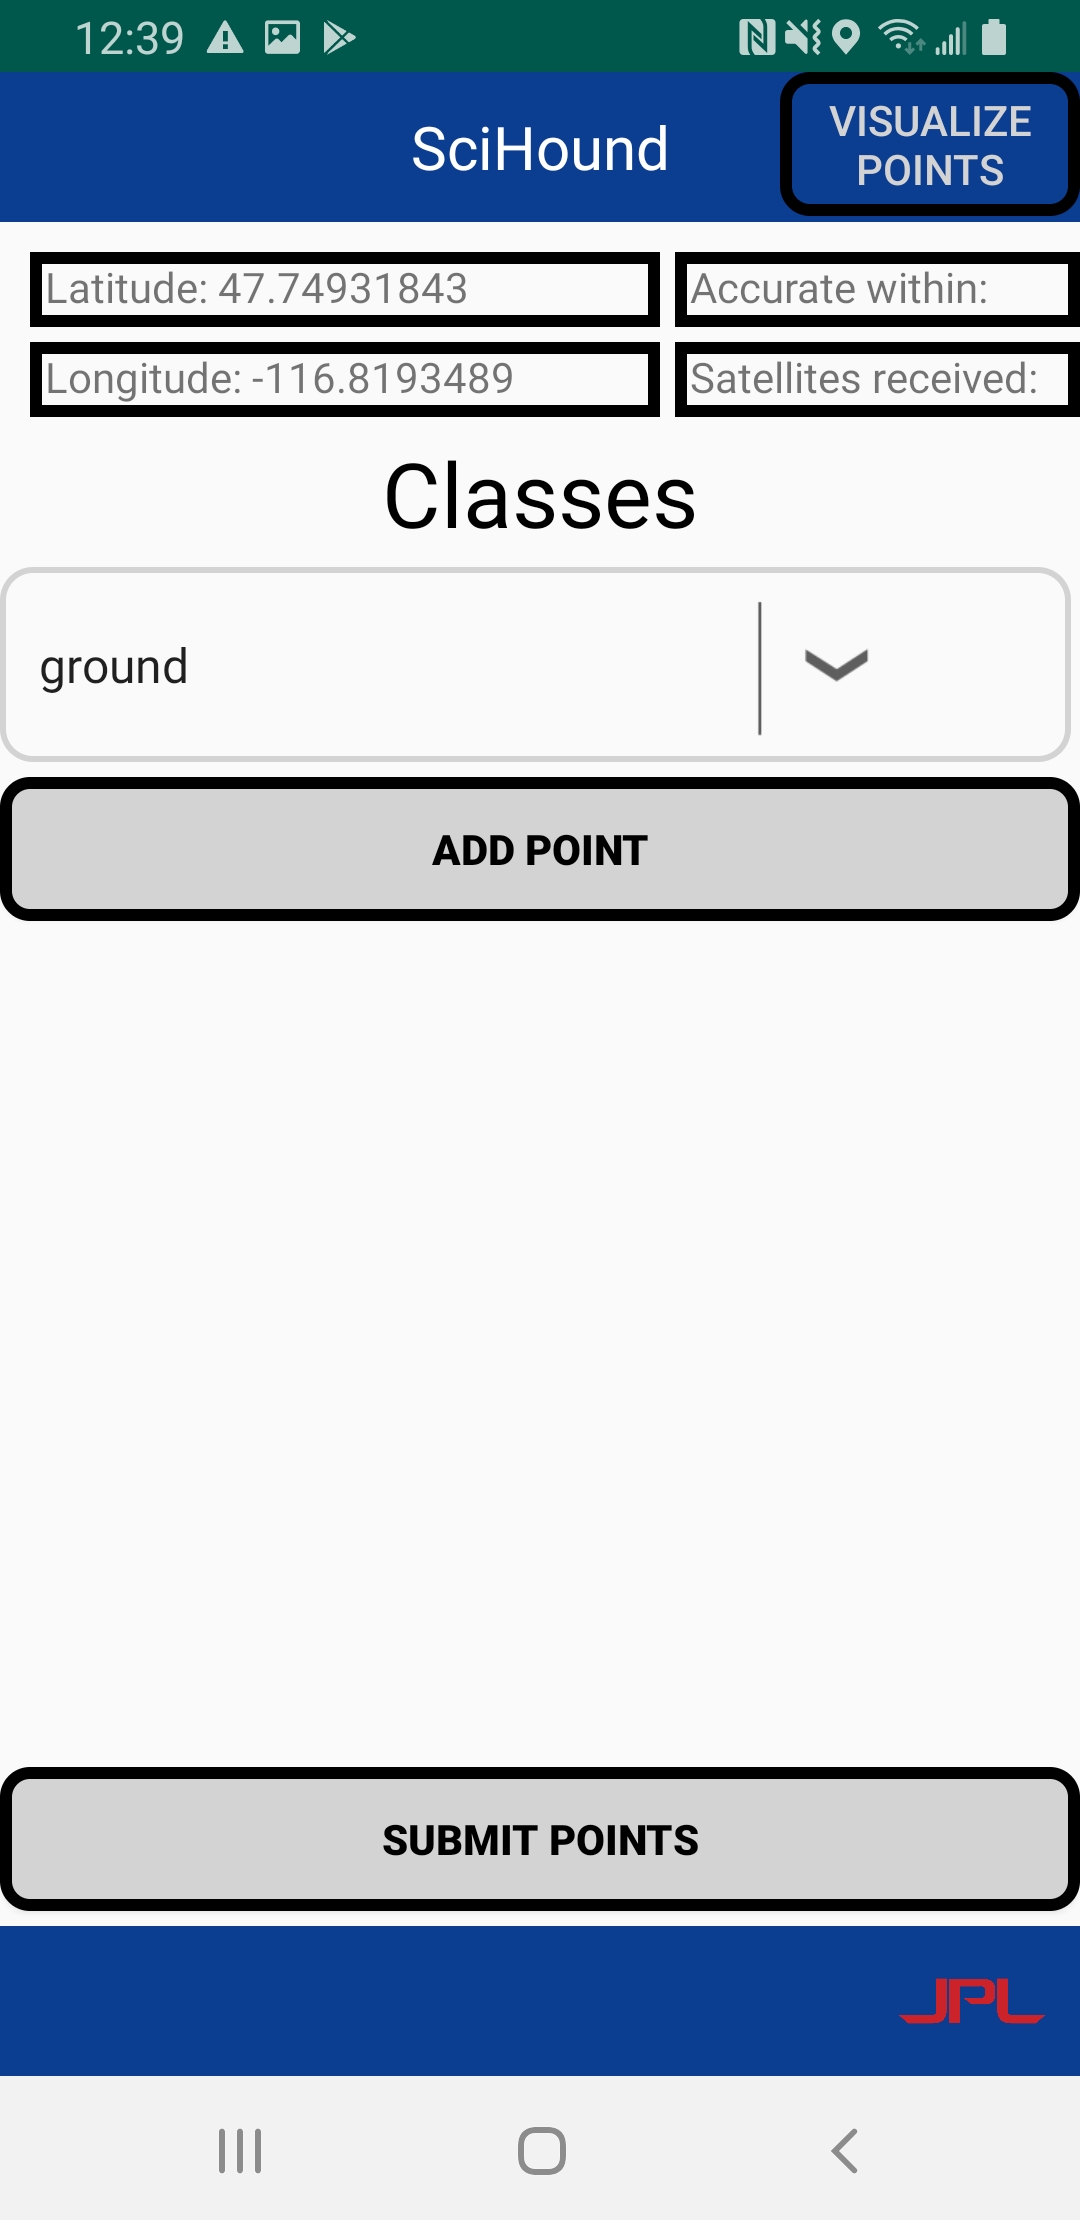 12:39
SciHound
VISUALIZE
POINTS
Latitude: 47.74931843
Accurate within:
Longitude: -116.8193489
Satellites received:
Classes
ground
ADD POINT
SUBMIT POINTS
JPL